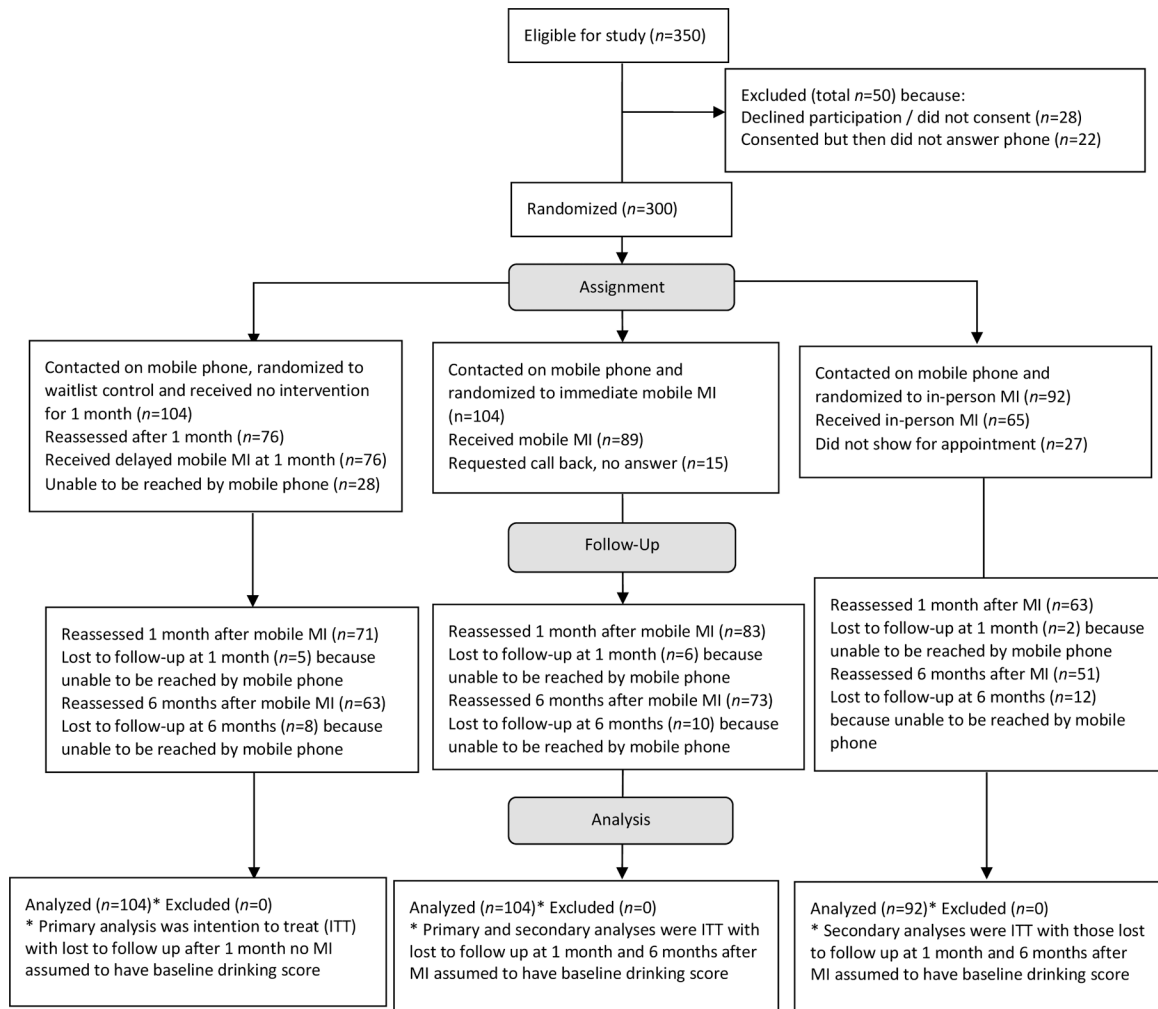 Eligible for study (n=350)
Excluded (total n=50) because:
Declined participation / did not consent (n=28)
Consented but then did not answer phone (n=22)
Randomized (n=300)
Assignment
Contacted on mobile phone, randomized to
waitlist control and received no intervention
for 1 month (n=104)
Reassessed after 1 month (n=76)
Received delayed mobile MI at 1 month (n=76)
Unable to be reached by mobile phone (n=28)
Contacted on mobile phone and
randomized to immediate mobile MI
(n=104)
Received mobile MI (n=89)
Requested call back, no answer (n=15)
Contacted on mobile phone and
randomized to in-person MI (n=92)
Received in-person MI (n=65)
Did not show for appointment (n=27)
Follow-Up
Reassessed 1 month after mobile MI (n=71)
Lost to follow-up at 1 month (n=5) because
unable to be reached by mobile phone
Reassessed 6 months after mobile MI (n=63)
Lost to follow-up at 6 months (n=8) because
unable to be reached by mobile phone
Reassessed 1 month after mobile MI (n=83)
Lost to follow-up at 1 month (n=6) because
unable to be reached by mobile phone
Reassessed 6 months after mobile MI (n=73)
Lost to follow-up at 6 months (n=10) because
unable to be reached by mobile phone
Reassessed 1 month after MI (n=63)
Lost to follow-up at 1 month (n=2) because
unable to be reached by mobile phone
Reassessed 6 months after MI (n=51)
Lost to follow-up at 6 months (n=12)
because unable to be reached by mobile
phone
Analysis
Analyzed (n=104)* Excluded (n=0)
* Primary analysis was intention to treat (ITT)
with lost to follow up after 1 month no MI
assumed to have baseline drinking score
Analyzed (n=104)* Excluded (n=0)
* Primary and secondary analyses were ITT with
lost to follow up at 1 month and 6 months after
MI assumed to have baseline drinking score
Analyzed (n=92)* Excluded (n=0)
* Secondary analyses were ITT with those lost
to follow up at 1 month and 6 months after
MI assumed to have baseline drinking score